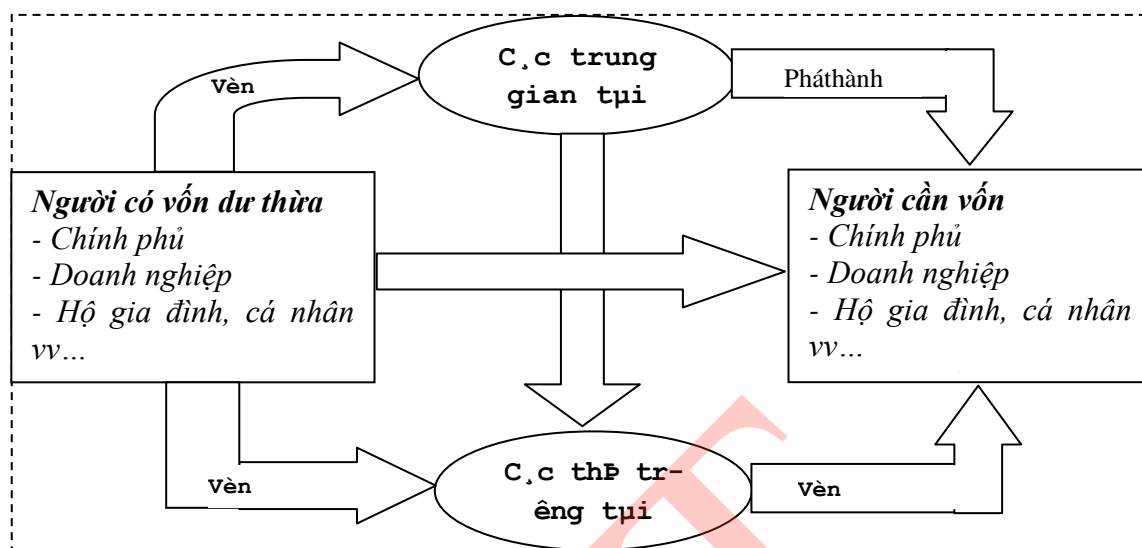 C¸c trung
gian tµi
Vèn
Pháthành
Người có vốn dư thừa
- Chính phủ
- Doanh nghiệp
- Hộ gia đình, cá nhân
vv...
Người cần vốn
- Chính phủ
- Doanh nghiệp
- Hộ gia đình, cá nhân
vv...
C¸c thÞ tr-
êng tµi
Vèn
Vèn